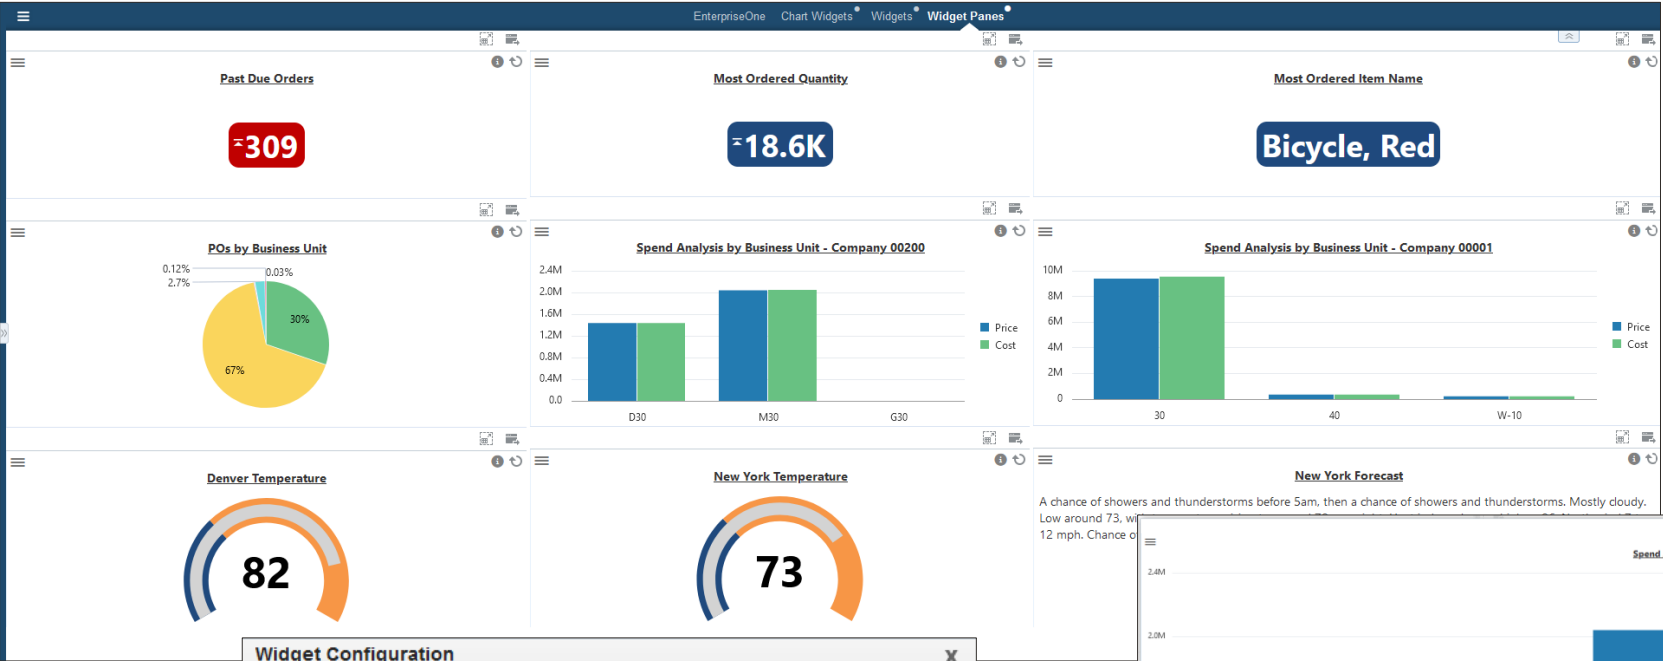 EnterpriseOne Chart Widgets Widgets Widget Panes
Past Due Orders
309
Most Ordered Quantity
18.6K
Most Ordered Item Name
Bicycle, Red
POs by Business Unit
0.12%
0.03%
2.7%
30%
67%
Spend Analysis by Business Unit - Company 00200
2.4M
2.0M
1.6M
1.2M
0.8M
0.4M
0.0
D30 M30 G30
Price
Cost
Spend Analysis by Business Unit - Company 00001
10M
8M
6M
4M
2M
0
30 40 W-10
Price
Cost
Denver Temperature
82
New York Temperature
73
New York Forecast
A chance of showers and thunderstorms before 5am, then a chance of showers and thunderstorms. Mostly cloudy.
Low around 73,
12 mph. Chance
Spend
2.4M
2.0M
Widget Configuration X